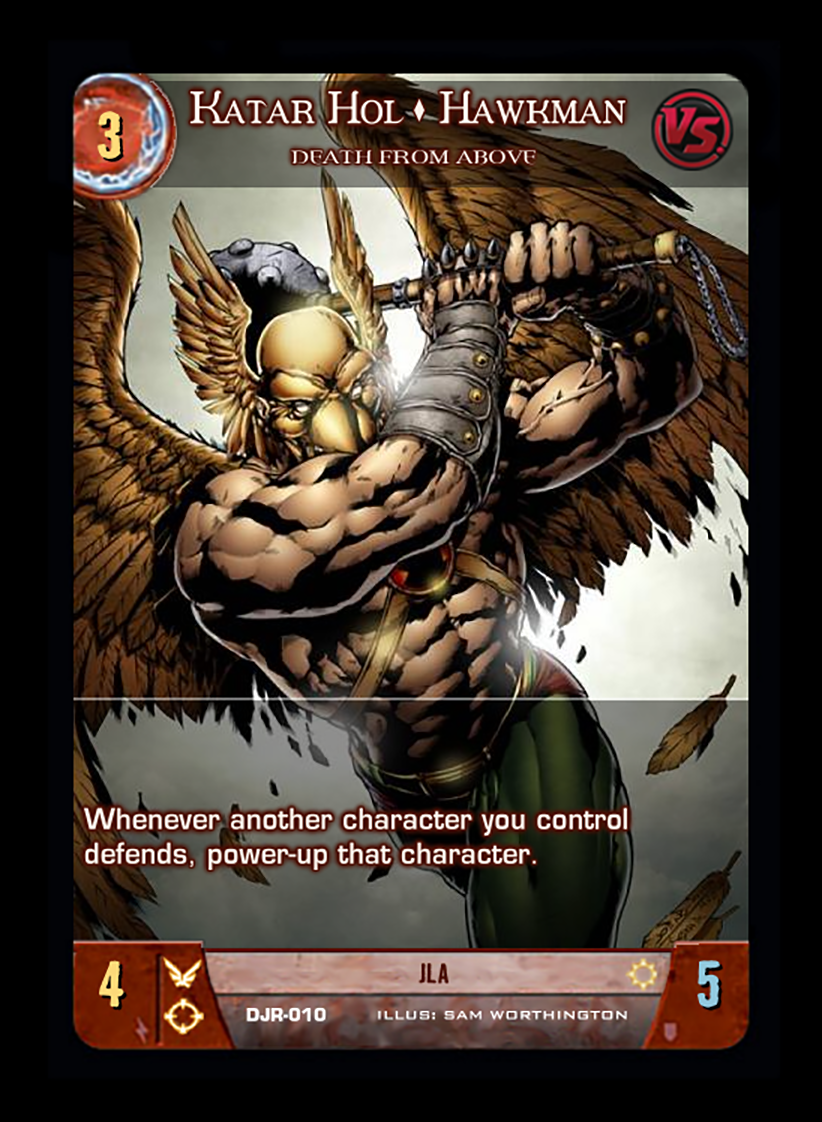 3
Katar Hol ♦ Hawkman
VS.
DEATH FROM ABOVE
Whenever another character you control
defends, power-up that character.
4
JLA
5
DJR-010 ILLUS: SAM WORTHINGTON